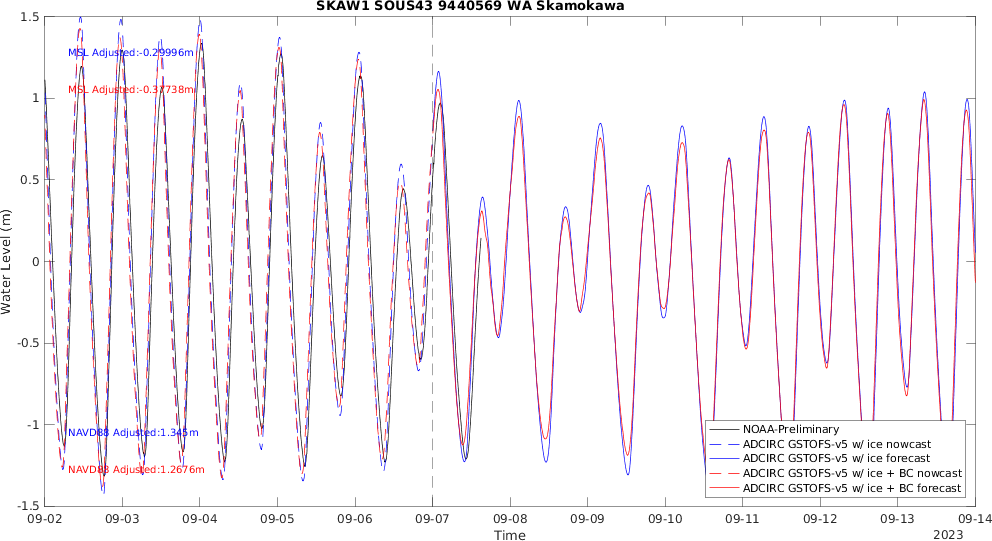 SKAW1 SOUS43 9440569 WA Skamokawa
1.5
1
0.5
0
-0.5
-1
-1.5
Water Level (m)
MSL Adjusted:-0.29996m
MSL Adjusted:-0.37738m
NAVD88 Adjusted:1.345m
NAVD88 Adjusted:1.2676m
NOAA-Preliminary
ADCIRC GSTOFS-v5 w/ ice nowcast
ADCIRC GSTOFS-v5 w/ ice forecast
ADCIRC GSTOFS-v5 w/ ice + BC nowcast
ADCIRC GSTOFS-v5 w/ ice + BC forecast
09-02 09-03 09-04 09-05 09-06 09-07 09-08 09-09 09-10 09-11 09-12 09-13 09-14
Time
2023